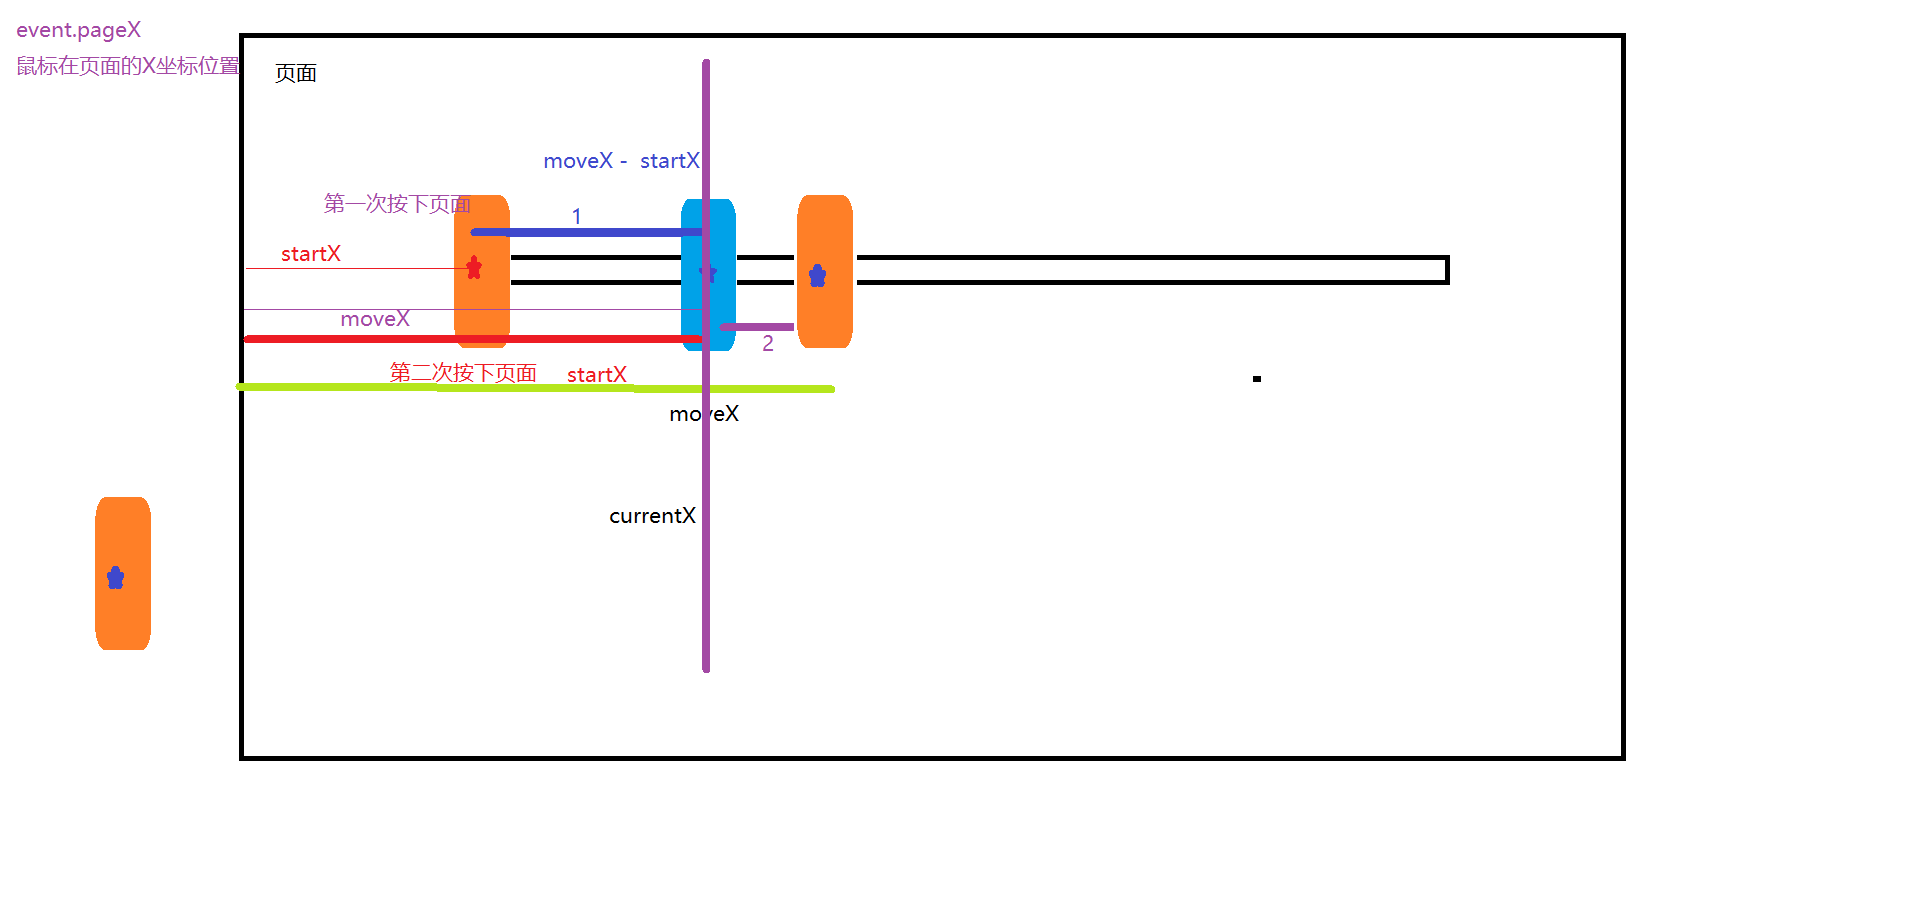 event.pageX
鼠标在页面的X坐标位置
页面
moveX - startX
第一次按下页面
1
startX
moveX
2
第二次按下页面 startX
moveX
currentX